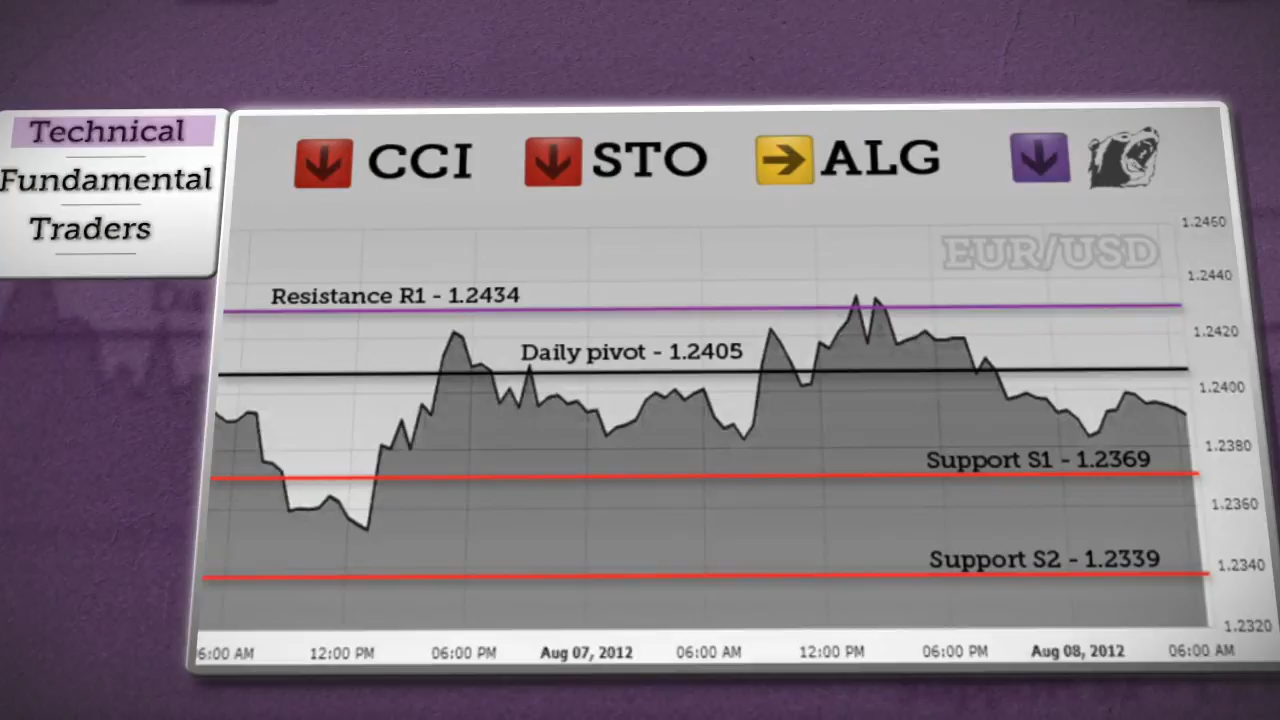 Technical
Fundamental
Traders
CCI
STO
ALG
EUR/USD
1.2460
1.2440
1.2420
1.2400
1.2380
1.2360
1.2340
1.2320
Resistance R1 - 1.2434
Daily pivot - 1.2405
Support S1 - 1.2369
Support S2 - 1.2339
6:00 AM
12:00 PM
06:00 PM
Aug 07, 2012
06:00 AM
12:00 PM
06:00 PM
Aug 08, 2012
06:00 AM